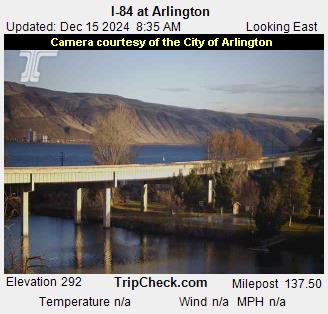 I-84 at Arlington
Updated: Dec 15 2024 8:35 AM Looking East
Camera courtesy of the City of Arlington
Elevation 292 TripCheck.com Milepost 137.50
Temperature n/a Wind n/a MPH n/a